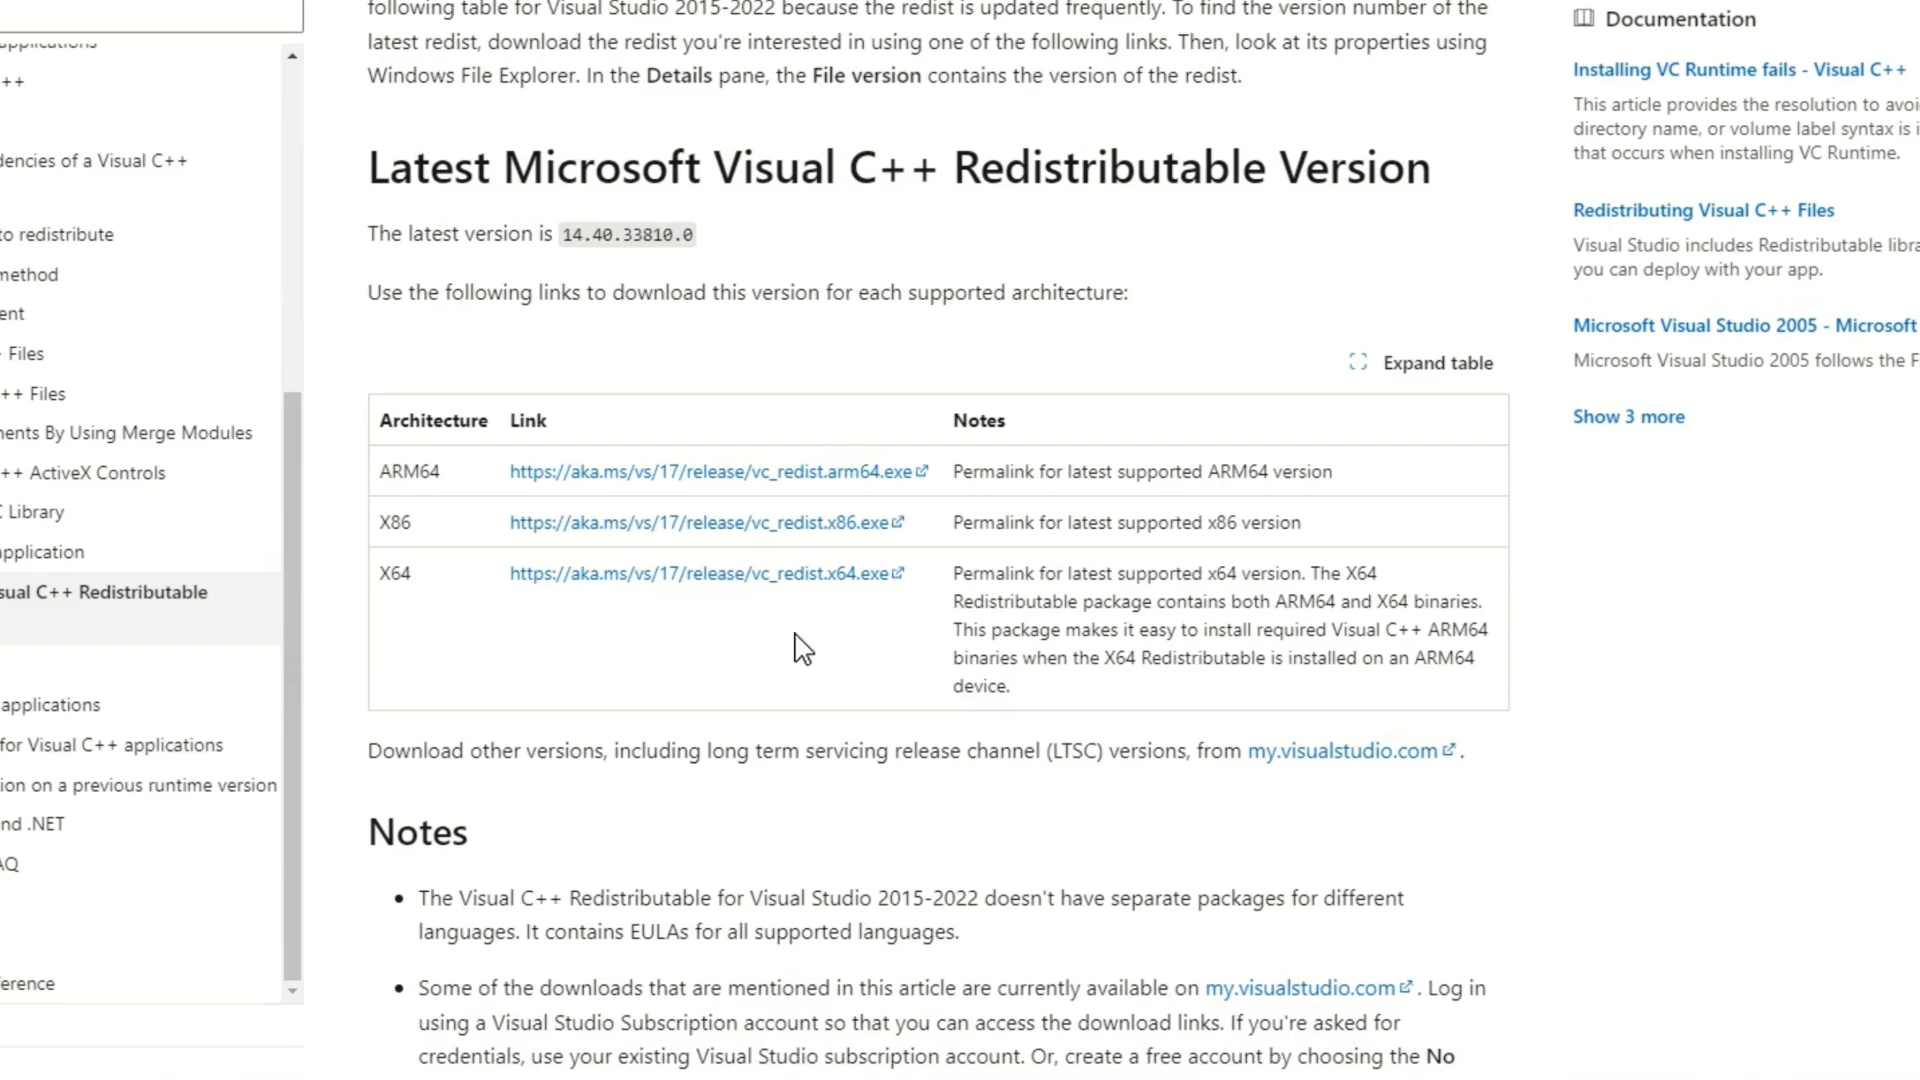 following table for Visual Studio 2015-2022 because the redist is updated frequently. To find the version number of the
latest redist, download the redist you're interested in using one of the following links. Then, look at its properties using
Windows File Explorer. In the Details pane, the File version contains the version of the redist.
Latest Microsoft Visual C++ Redistributable Version
The latest version is 14.40.33810.0
Use the following links to download this version for each supported architecture:
Expand table
Architecture Link Notes
ARM64 https://aka.ms/vs/17/release/vc_redist.arm64.exe Permalink for latest supported ARM64 version
X86 https://aka.ms/vs/17/release/vc_redist.x86.exe Permalink for latest supported x86 version
X64 https://aka.ms/vs/17/release/vc_redist.x64.exe Permalink for latest supported x64 version. The X64
Redistributable package contains both ARM64 and X64 binaries.
This package makes it easy to install required Visual C++ ARM64
binaries when the X64 Redistributable is installed on an ARM64
device.
Download other versions, including long term servicing release channel (LTSC) versions, from my.visualstudio.com .
Notes
• The Visual C++ Redistributable for Visual Studio 2015-2022 doesn't have separate packages for different
languages. It contains EULAs for all supported languages.
• Some of the downloads that are mentioned in this article are currently available on my.visualstudio.com . Log in
using a Visual Studio Subscription account so that you can access the download links. If you're asked for
credentials, use your existing Visual Studio subscription account. Or, create a free account by choosing the No
applications
++
dencies of a Visual C++
to redistribute
method
ent
Files
++ Files
ments By Using Merge Modules
++ ActiveX Controls
C Library
application
sual C++ Redistributable
applications
for Visual C++ applications
ion on a previous runtime version
nd .NET
AQ
erence
Documentation
Installing VC Runtime fails - Visual C++
This article provides the resolution to avoi
directory name, or volume label syntax is i
that occurs when installing VC Runtime.
Redistributing Visual C++ Files
Visual Studio includes Redistributable libra
you can deploy with your app.
Microsoft Visual Studio 2005 - Microsoft
Microsoft Visual Studio 2005 follows the F
Show 3 more